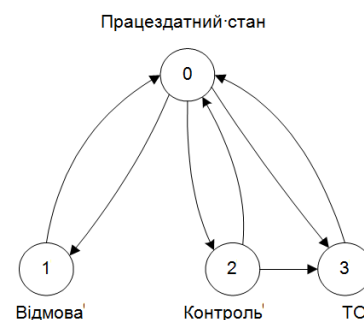 Працездатний·стан
0
1
2
3
Відмова
Контроль
ТО